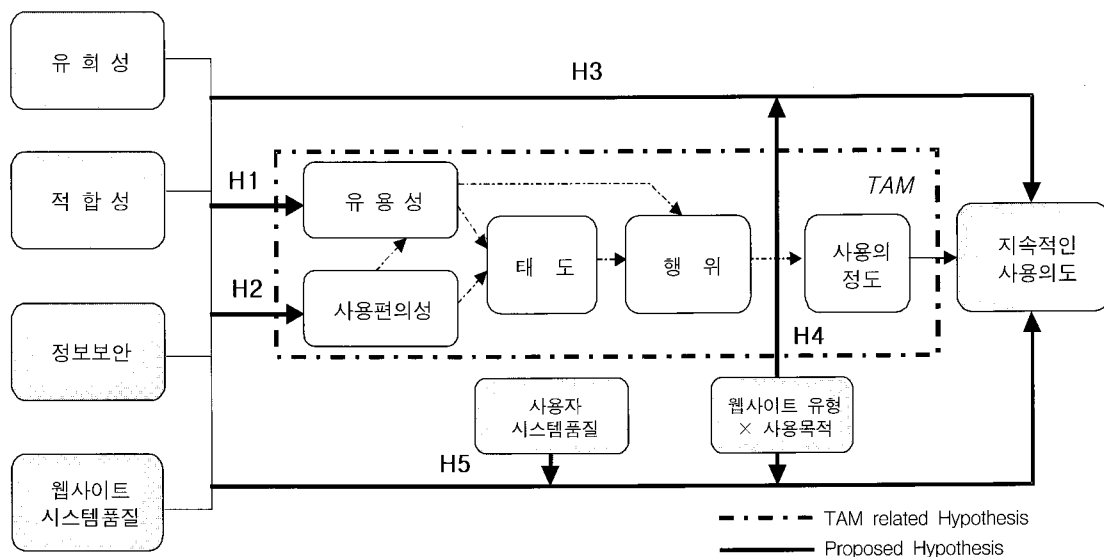 유 희 성
H3
적 합 성
H1
TAM
유 용 성
태 도
행 위
사용의
정도
지속적인
사용의도
H2
사용편의성
정보보안
H4
사용자
시스템품질
웹사이트 유형
× 사용목적
웹사이트
시스템품질
H5
TAM related Hypothesis
Proposed Hypothesis